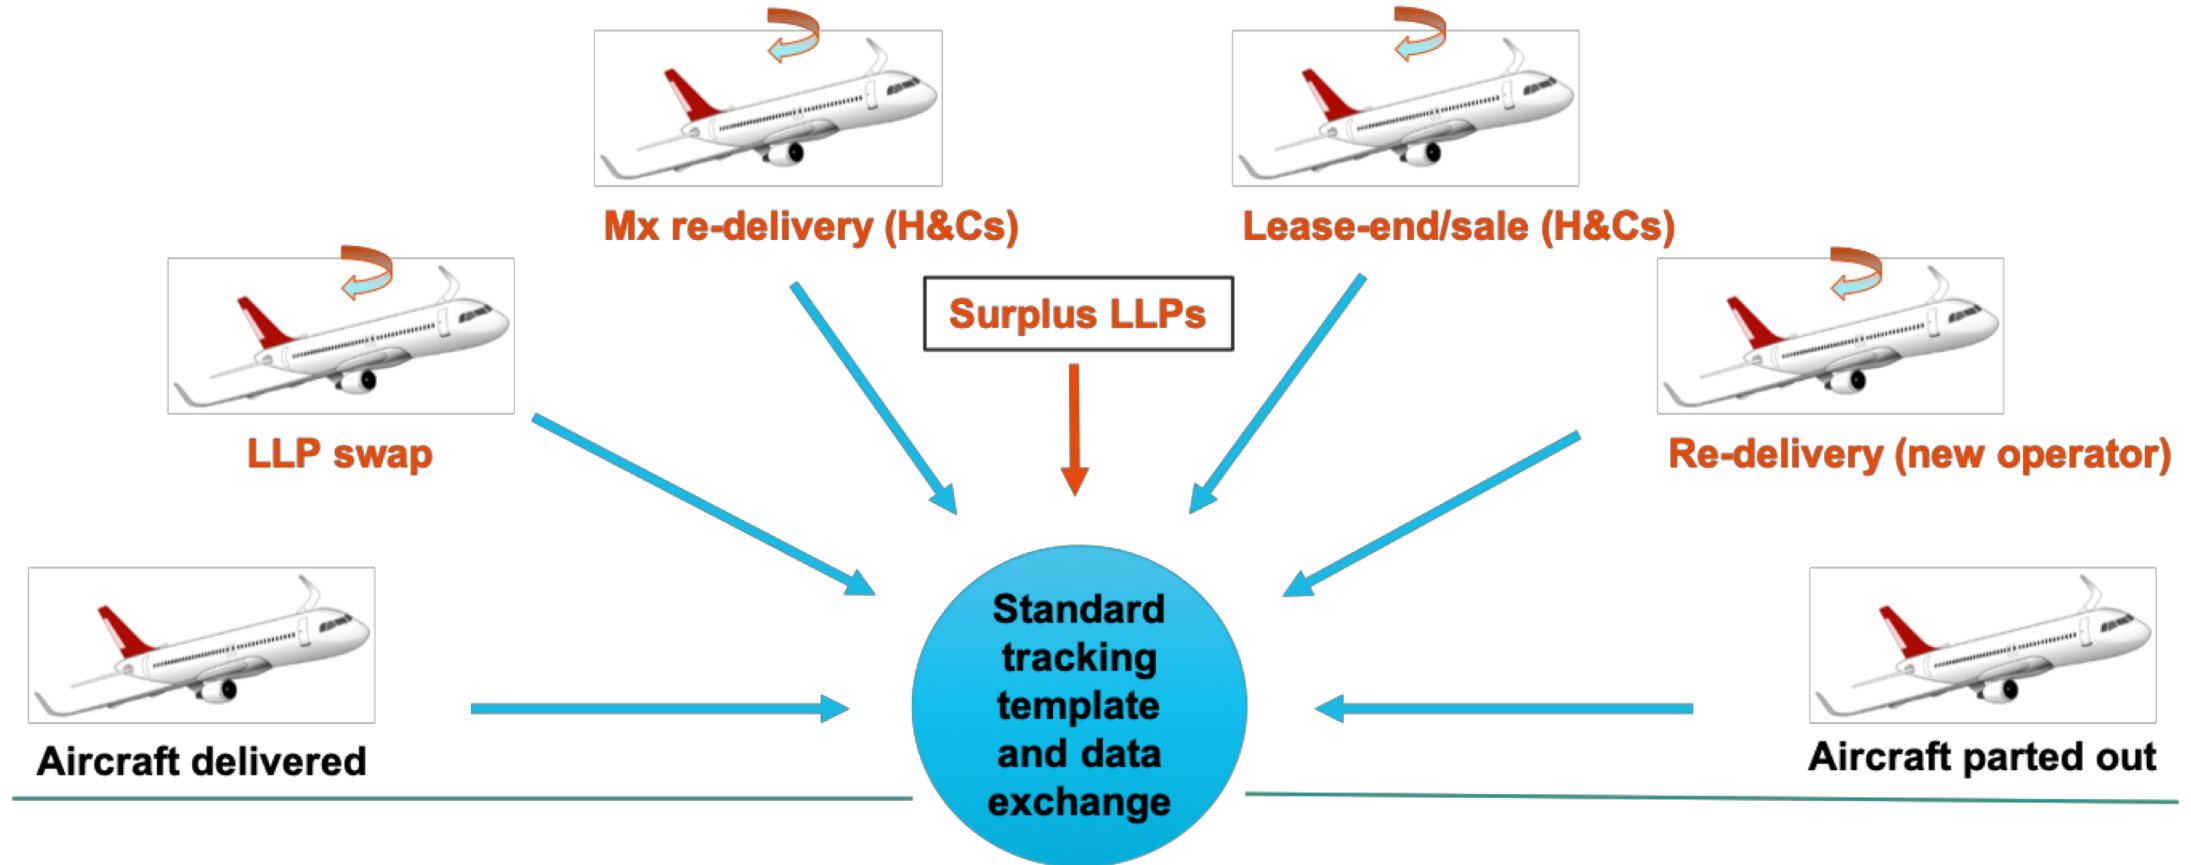 Mx re-delivery (H&Cs)
Lease-end/sale (H&Cs)
Surplus LLPs
LLP swap
Re-delivery (new operator)
Standard
tracking
template
and data
exchange
Aircraft delivered
Aircraft parted out